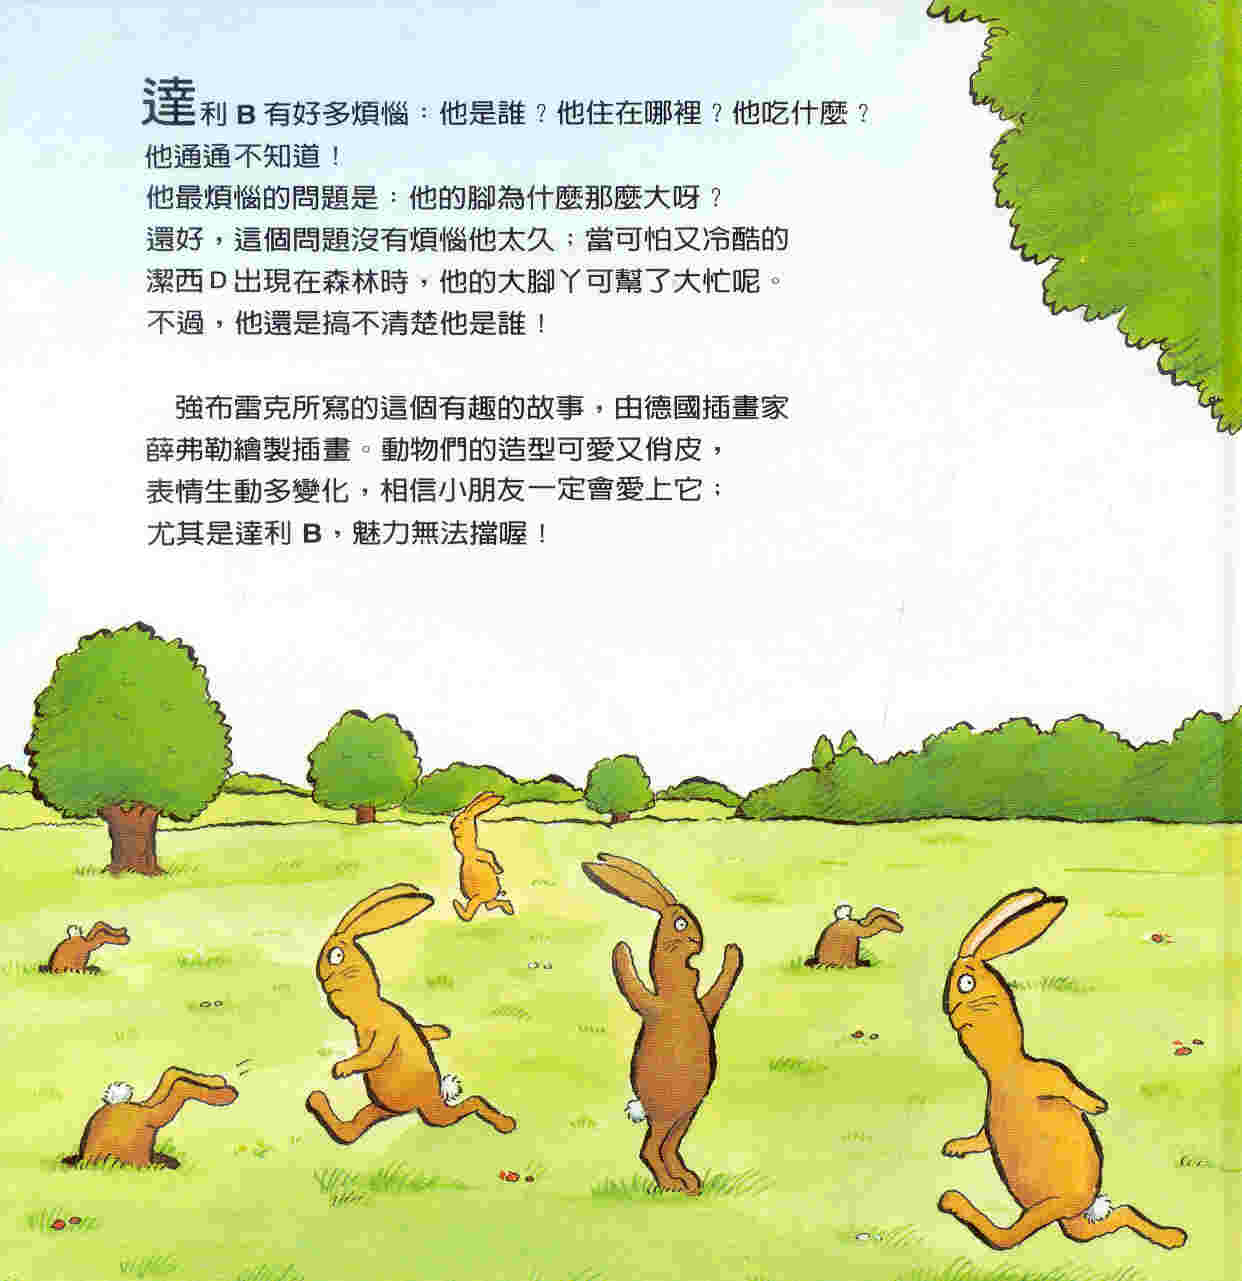 達利 B 有好多煩惱：他是誰？他住在哪裡？他吃什麼？
他通通不知道！
他最煩惱的問題是：他的腳為什麼那麼大呀？
還好，這個問題沒有煩惱他太久；當可怕又冷酷的
潔西D出現在森林時，他的大腳丫可幫了大忙呢。
不過，他還是搞不清楚他是誰！
強布雷克所寫的這個有趣的故事，由德國插畫家
薛弗勒繪製插畫。動物們的造型可愛又俏皮，
表情生動多變化，相信小朋友一定會愛上它；
尤其是達利 B，魅力無法擋喔！